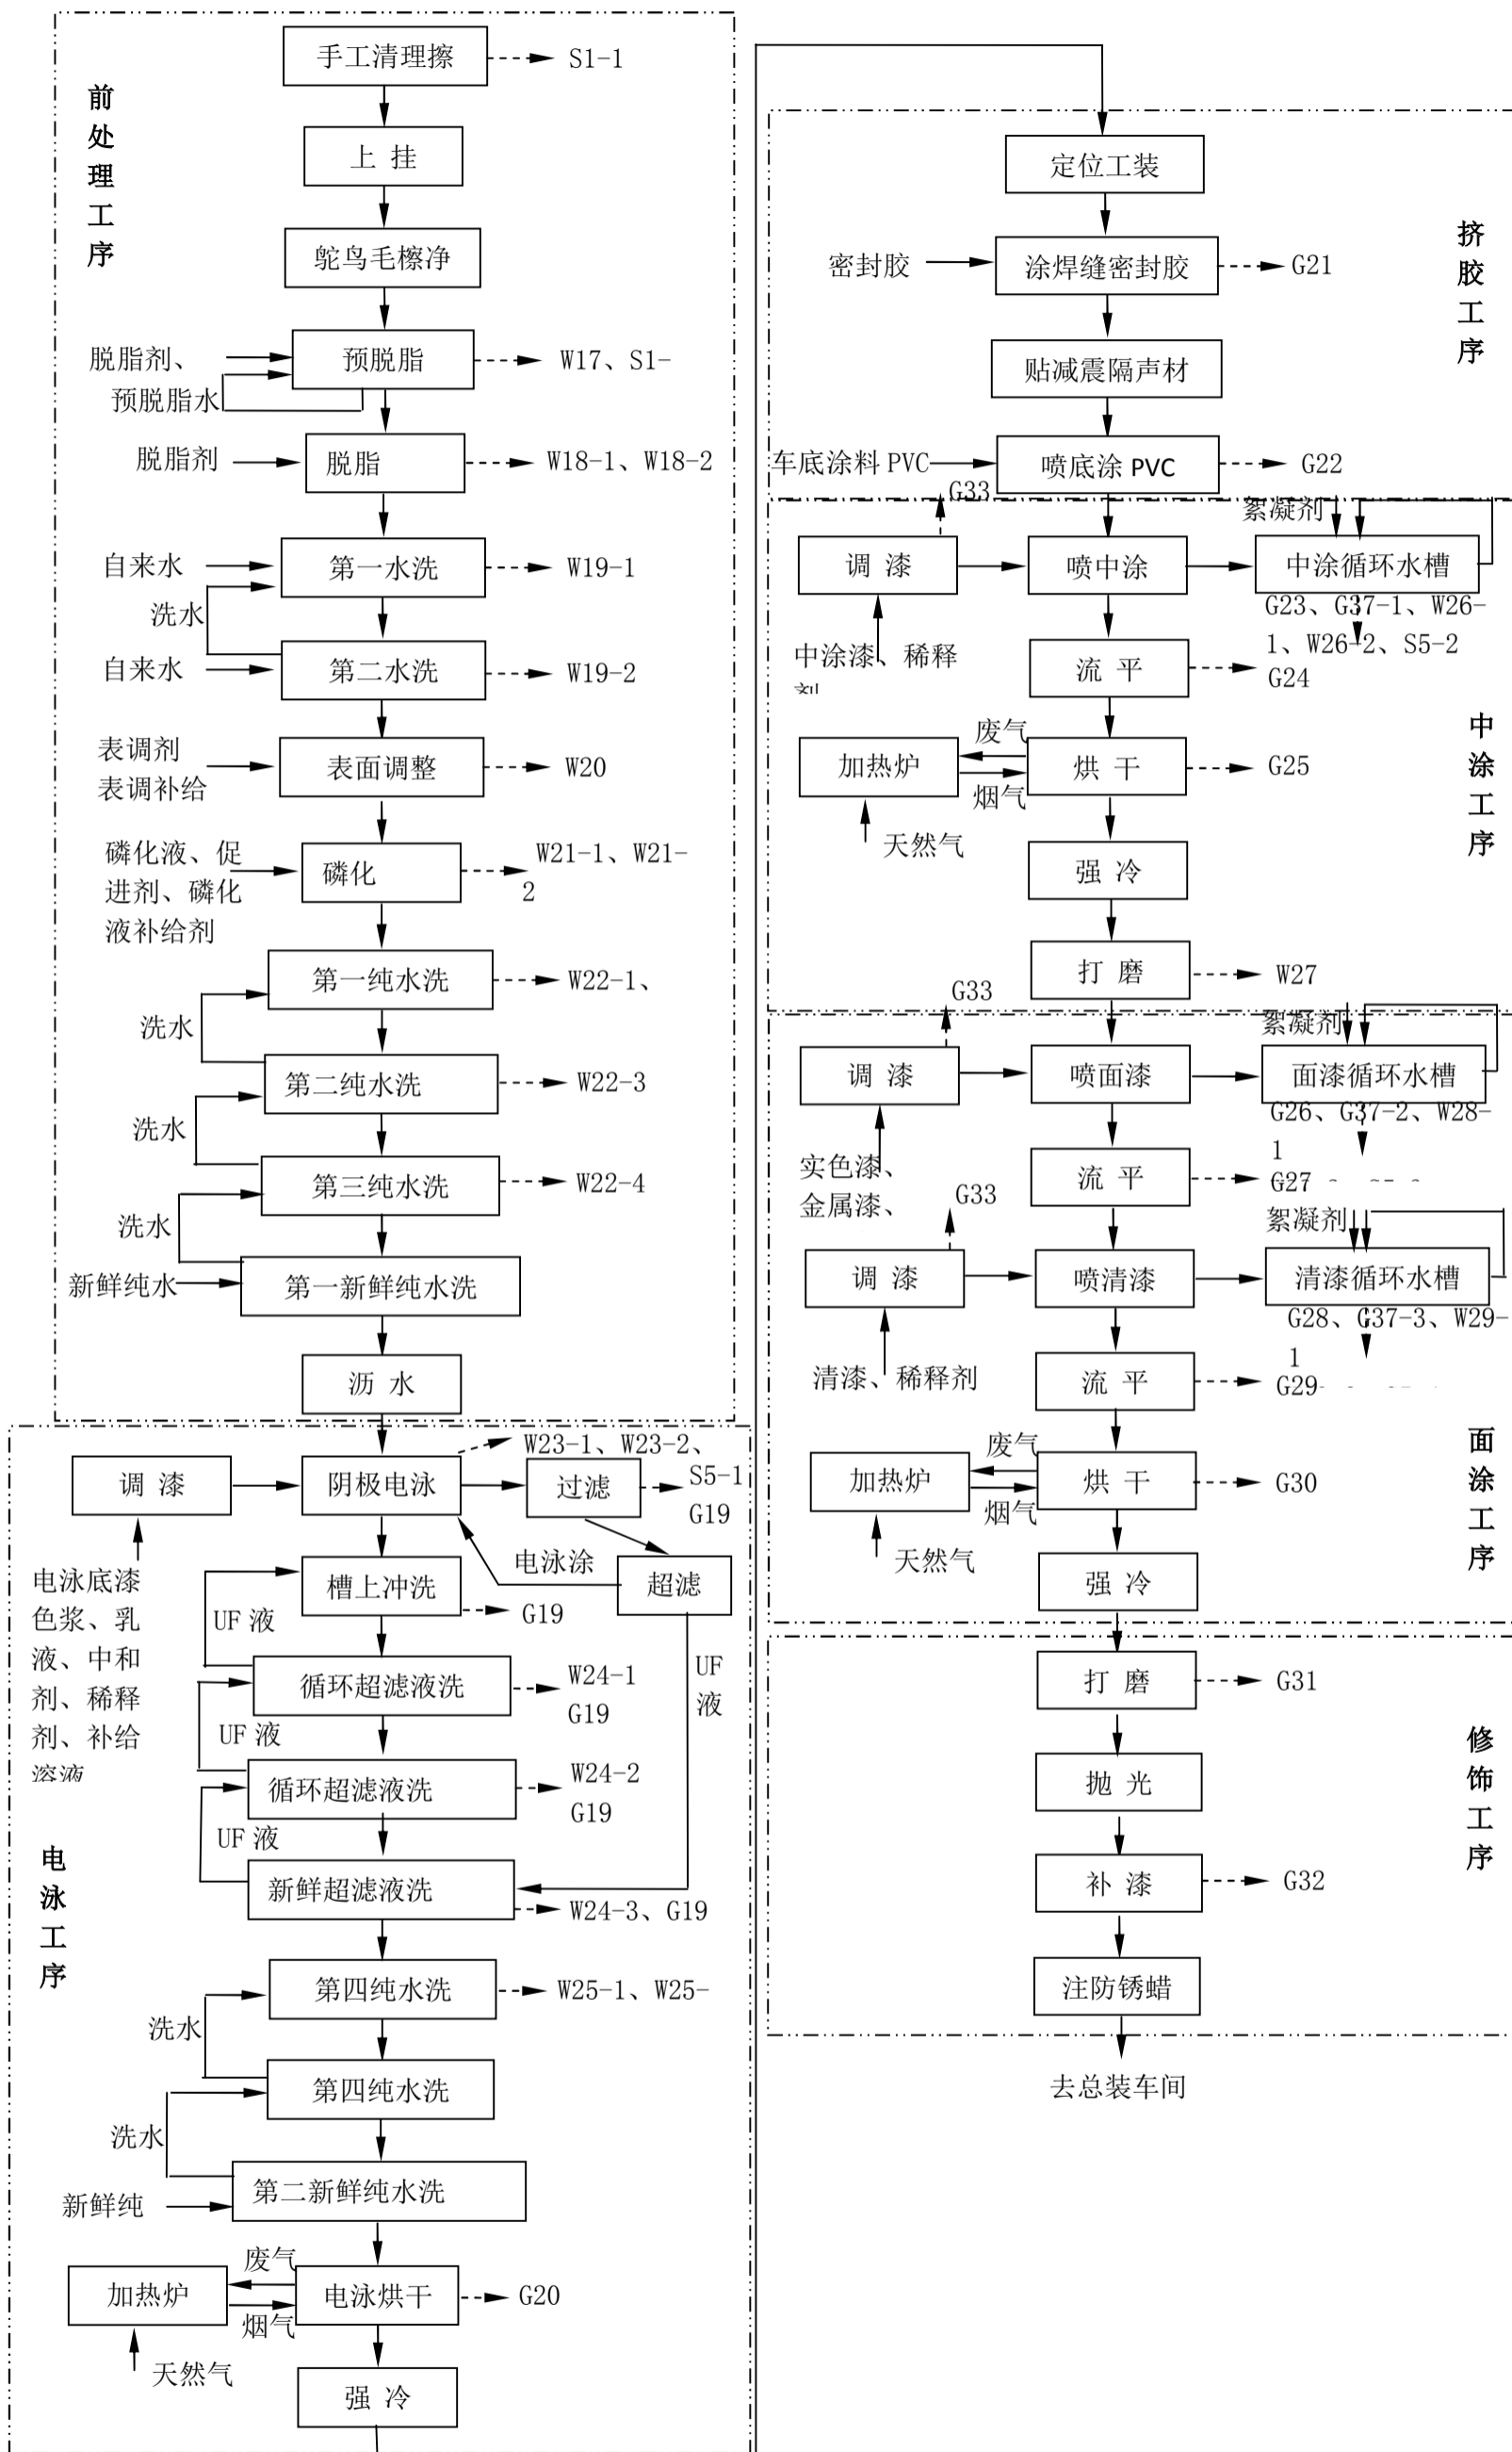 前处理工序
手工清理擦
S1-1
上 挂
鸵鸟毛檫净
脱脂剂、
预脱脂
W17、S1-
预脱脂水
脱脂剂
脱脂
W18-1、W18-2
自来水
第一水洗
W19-1
洗水
自来水
第二水洗
W19-2
表调剂
表调补给
表面调整
W20
磷化液、促
进剂、磷化
液补给剂
磷化
W21-1、W21-
2
第一纯水洗
W22-1、
洗水
第二纯水洗
W22-3
洗水
第三纯水洗
W22-4
洗水
新鲜纯水
第一新鲜纯水洗
沥 水
电泳工序
调 漆
阴极电泳
W23-1、W23-2、
过滤
S5-1
G19
电泳底漆
色浆、乳
液、中和
剂、稀释
剂、补给
溶液
槽上冲洗
电泳涂
超滤
G19
UF 液
循环超滤液洗
W24-1
G19
UF
液
UF 液
循环超滤液洗
W24-2
G19
UF 液
新鲜超滤液洗
W24-3、G19
第四纯水洗
W25-1、W25-
洗水
第四纯水洗
洗水
新鲜纯
第二新鲜纯水洗
废气
加热炉
电泳烘干
G20
烟气
天然气
强 冷
挤胶工序
定位工装
密封胶
涂焊缝密封胶
G21
贴减震隔声材
车底涂料 PVC
喷底涂 PVC
G22
中涂工序
G33
絮凝剂
调 漆
喷中涂
中涂循环水槽
G23、G37-1、W26-
1、W26-2、S5-2
中涂漆、稀释
流 平
G24
废气
加热炉
烘 干
G25
烟气
天然气
强 冷
打 磨
W27
面涂工序
G33
絮凝剂
调 漆
喷面漆
面漆循环水槽
G26、G37-2、W28-
1
实色漆、
金属漆、
流 平
G27
G33
絮凝剂
调 漆
喷清漆
清漆循环水槽
G28、G37-3、W29-
1
清漆、稀释剂
流 平
G29
废气
加热炉
烘 干
G30
烟气
天然气
强 冷
修饰工序
打 磨
G31
抛 光
补 漆
G32
注防锈蜡
去总装车间